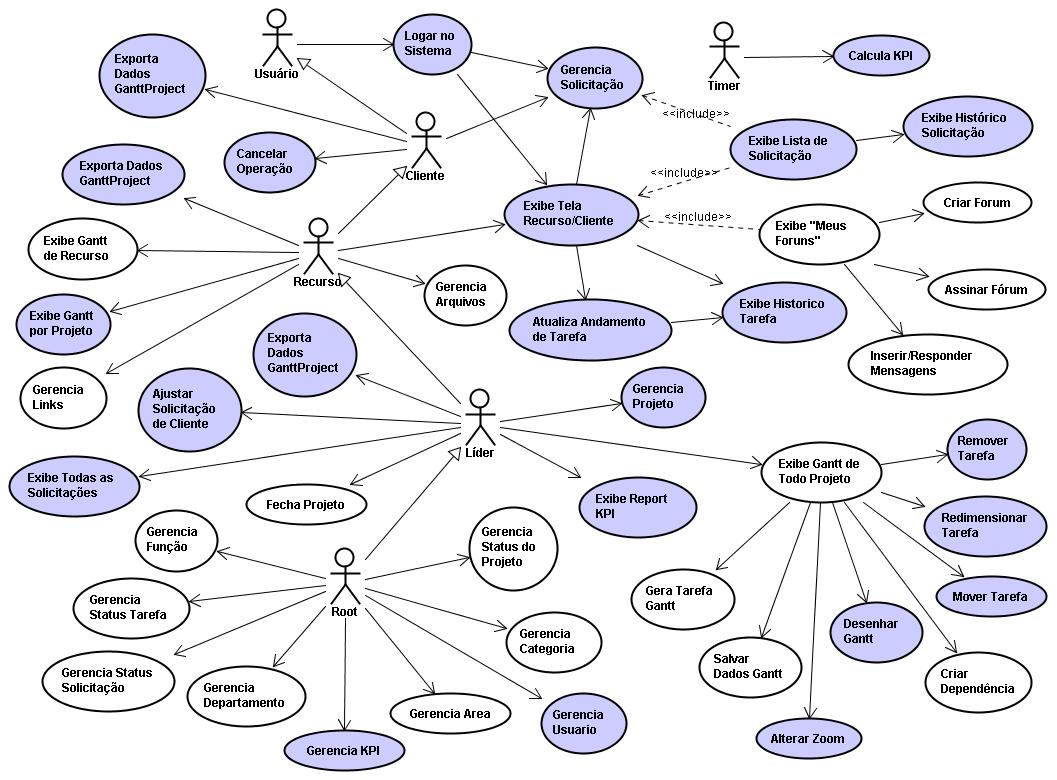 Usuário
Logar no
Sistema
Timer
Calcula KPI
Exporta
Dados
GanttProject
Gerencia
Solicitação
<<include>>
Exibe Histórico
Solicitação
Cliente
Cancelar
Operação
Exibe Lista de
Solicitação
Exporta Dados
GanttProject
<<include>>
Exibe Tela
Recurso/Cliente
<<include>>
Exibe "Meus
Foruns"
Criar Forum
Exibe Gantt
de Recurso
Recurso
Gerencia
Arquivos
Assinar Fórum
Exibe Gantt
por Projeto
Atualiza Andamento
de Tarefa
Exibe Historico
Tarefa
Inserir/Responder
Mensagens
Exporta
Dados
GanttProject
Gerencia
Links
Ajustar
Solicitação
de Cliente
Gerencia
Projeto
Líder
Exibe Gantt de
Todo Projeto
Remover
Tarefa
Exibe Todas as
Solicitações
Fecha Projeto
Exibe Report
KPI
Redimensionar
Tarefa
Gerencia
Função
Gerencia
Status do
Projeto
Gerencia
Status Tarefa
Root
Gera Tarefa
Gantt
Mover Tarefa
Desenhar
Gantt
Gerencia
Categoria
Gerencia Status
Solicitação
Gerencia
Departamento
Salvar
Dados Gantt
Criar
Dependência
Gerencia Area
Gerencia
Usuario
Gerencia KPI
Alterar Zoom